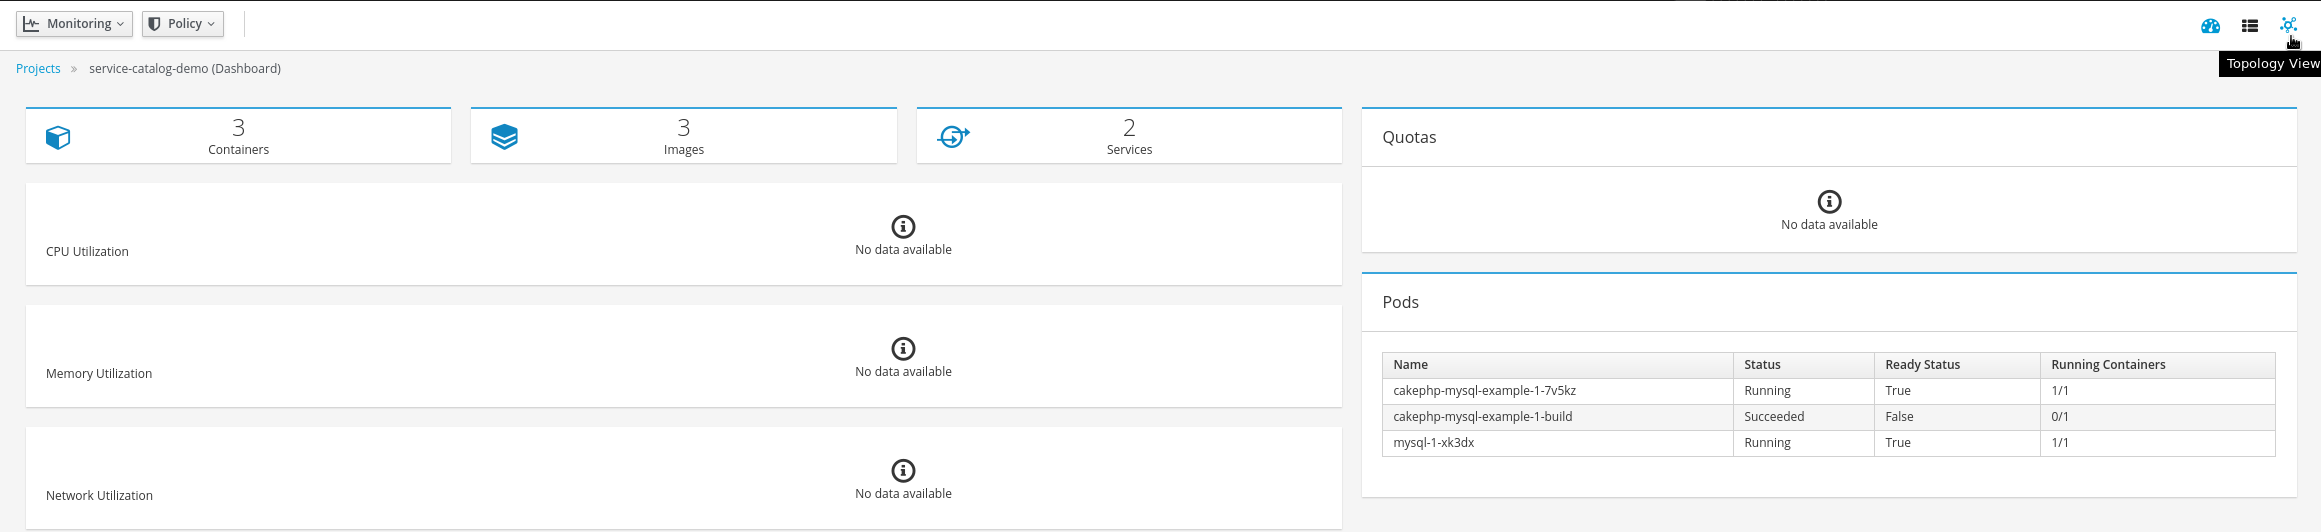 Monitoring Policy
Topology View
Projects » service-catalog-demo (Dashboard)
3
Containers
3
Images
2
Services
CPU Utilization
No data available
Memory Utilization
No data available
Network Utilization
No data available
Quotas
No data available
Pods
Name Status Ready Status Running Containers
cakephp-mysql-example-1-7v5kz Running True 1/1
cakephp-mysql-example-1-build Succeeded False 0/1
mysql-1-xk3dx Running True 1/1